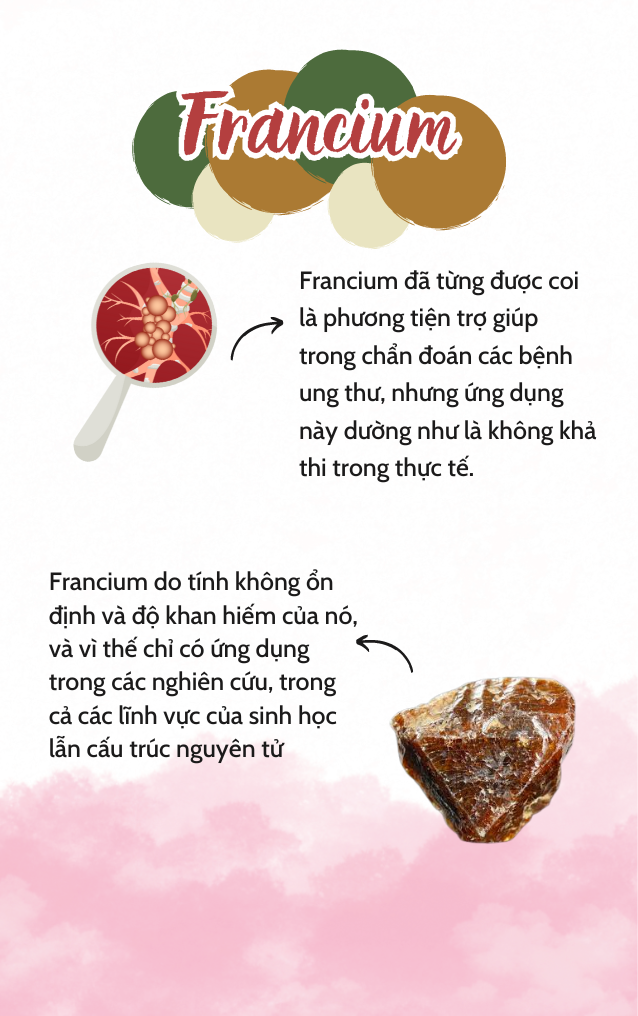 Francium
Francium đã từng được coi
là phương tiện trợ giúp
trong chẩn đoán các bệnh
ung thư, nhưng ứng dụng
này dường như là không khả
thi trong thực tế.
Francium do tính không ổn
định và độ khan hiếm của nó,
và vì thế chỉ có ứng dụng
trong các nghiên cứu, trong
cả các lĩnh vực của sinh học
lẫn cấu trúc nguyên tử